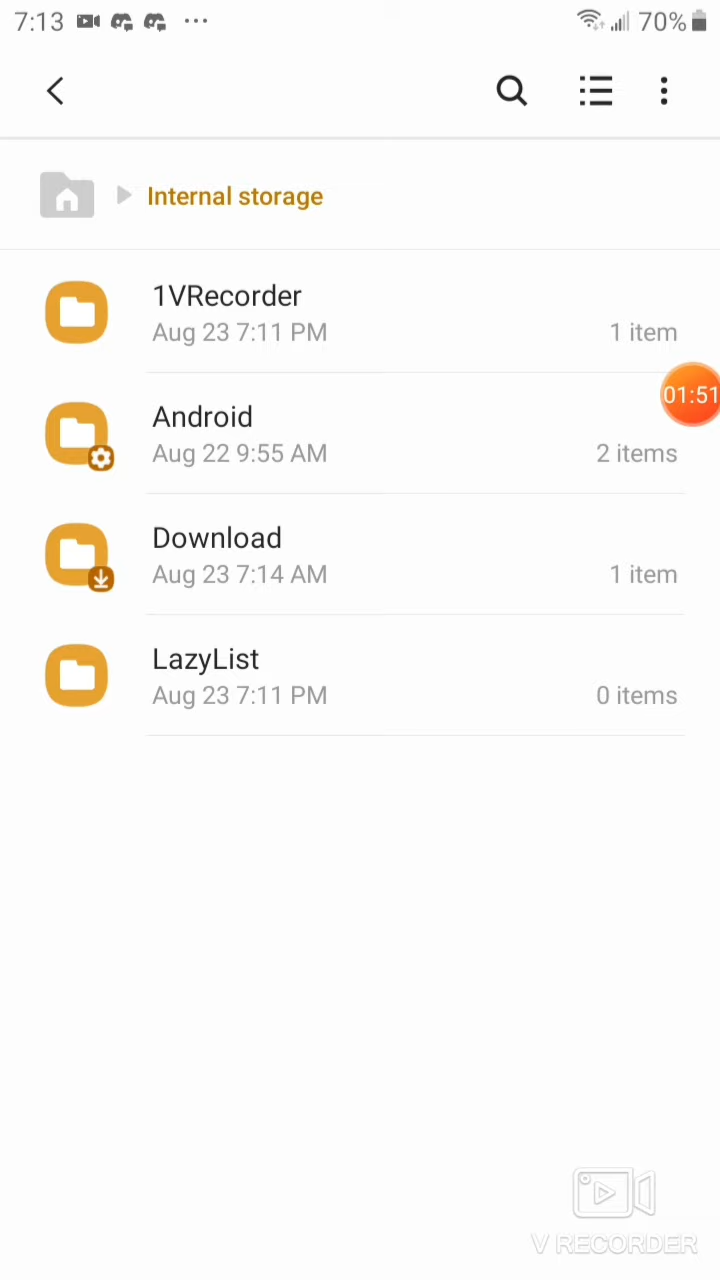 7:13 70%
Internal storage
1VRecorder
Aug 23 7:11 PM 1 item
01:51
Android
Aug 22 9:55 AM 2 items
Download
Aug 23 7:14 AM 1 item
LazyList
Aug 23 7:11 PM 0 items
V RECORDER